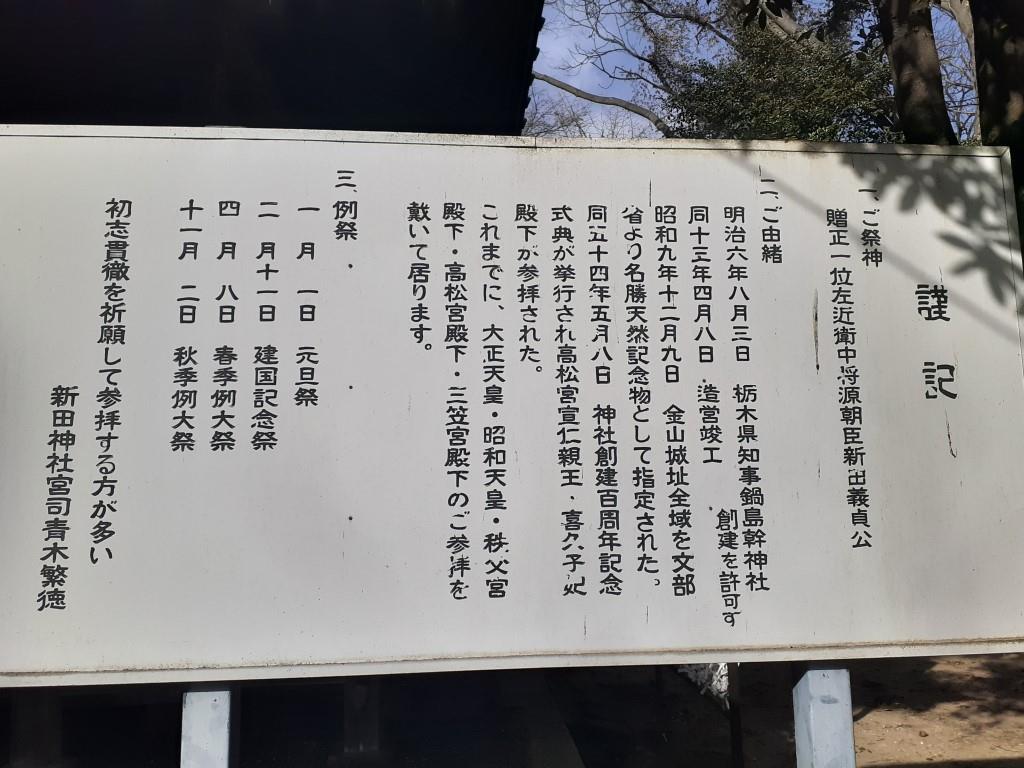 謹記
一、ご祭神
贈正一位左近衛中将源朝臣新田義貞公
二、ご由緒
明治六年八月三日 栃木県知事鍋島幹神社
創建を許可す
同十三年四月八日 造営竣工
昭和九年十二月九日 金山城址全域を文部
省より名勝天然記念物として指定された。
同五十四年五月八日 神社創建百周年記念
式典が挙行され高松宮宣仁親王・喜久子妃
殿下が参拝された。
これまでに、大正天皇・昭和天皇・秩父宮
殿下・高松宮殿下・三笠宮殿下のご参拝を
戴いて居ります。
三、例祭
一月 一日 元旦祭
二月十一日 建国記念祭
四月 八日 春季例大祭
十一月 二日 秋季例大祭
初志貫徹を祈願して参拝する方が多い
新田神社宮司青木繁徳